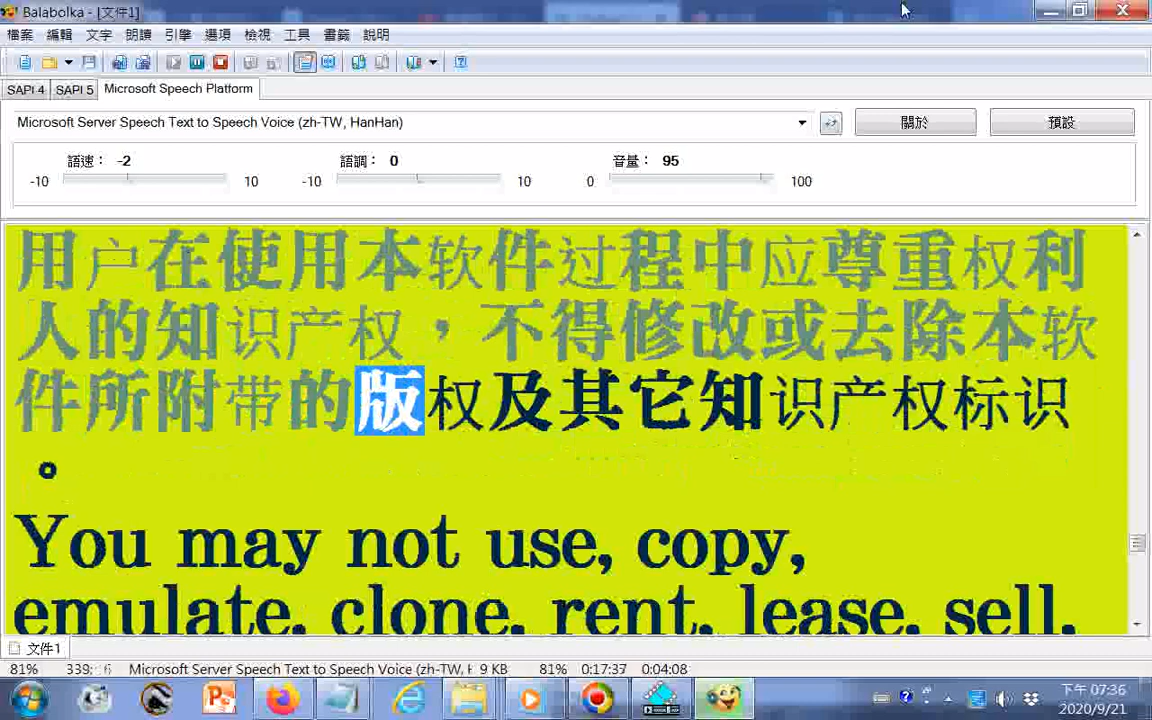 Balabolka - [文件1]
檔案 編輯 文字 朗讀 引擎 選項 檢視 工具 書籤 說明
SAPI 4 SAPI 5 Microsoft Speech Platform
Microsoft Server Speech Text to Speech Voice (zh-TW, HanHan) 關於 預設
語速： -2 語調： 0 音量： 95
-10 10 -10 10 0 100
用户在使用本软件过程中应尊重权利
人的知识产权，不得修改或去除本软
件所附带的版权及其它知识产权标识
。
You may not use, copy,
emulate, clone, rent, lease, sell,
文件1
81% Microsoft Server Speech Text to Speech Voice (zh-TW, 9 KB 81% 0:17:37 0:04:08
下午 07:36
2020/9/21